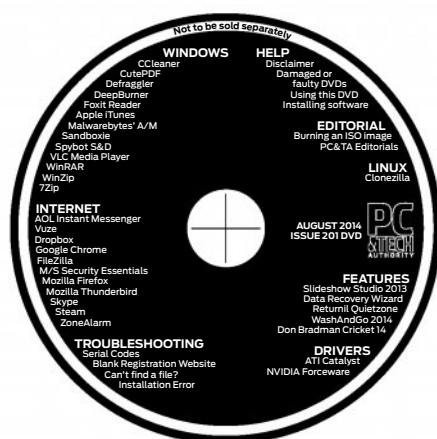 Not to be sold separately
WINDOWS
CCleaner
CutePDF
Defraggler
DeepBurner
Foxit Reader
Apple iTunes
Malwarebytes' A/M
Sandboxie
Spybot S&D
VLC Media Player
WinRAR
WinZip
7Zip
INTERNET
AOL Instant Messenger
Vuze
Dropbox
Google Chrome
FileZilla
M/S Security Essentials
Mozilla Firefox
Mozilla Thunderbird
Skype
Steam
ZoneAlarm
TROUBLESHOOTING
Serial Codes
Blank Registration Website
Can't find a file?
Installation Error
HELP
Disclaimer
Damaged or
faulty DVDs
Using this DVD
Installing software
EDITORIAL
Burning an ISO image
PC&TA Editorials
LINUX
Clonezilla
AUGUST 2014
ISSUE 201 DVD
PC
&TECH
AUTHORITY
FEATURES
Slideshow Studio 2013
Data Recovery Wizard
Returnil Quietzone
WashAndGo 2014
Don Bradman Cricket 14
DRIVERS
ATI Catalyst
NVIDIA Forceware